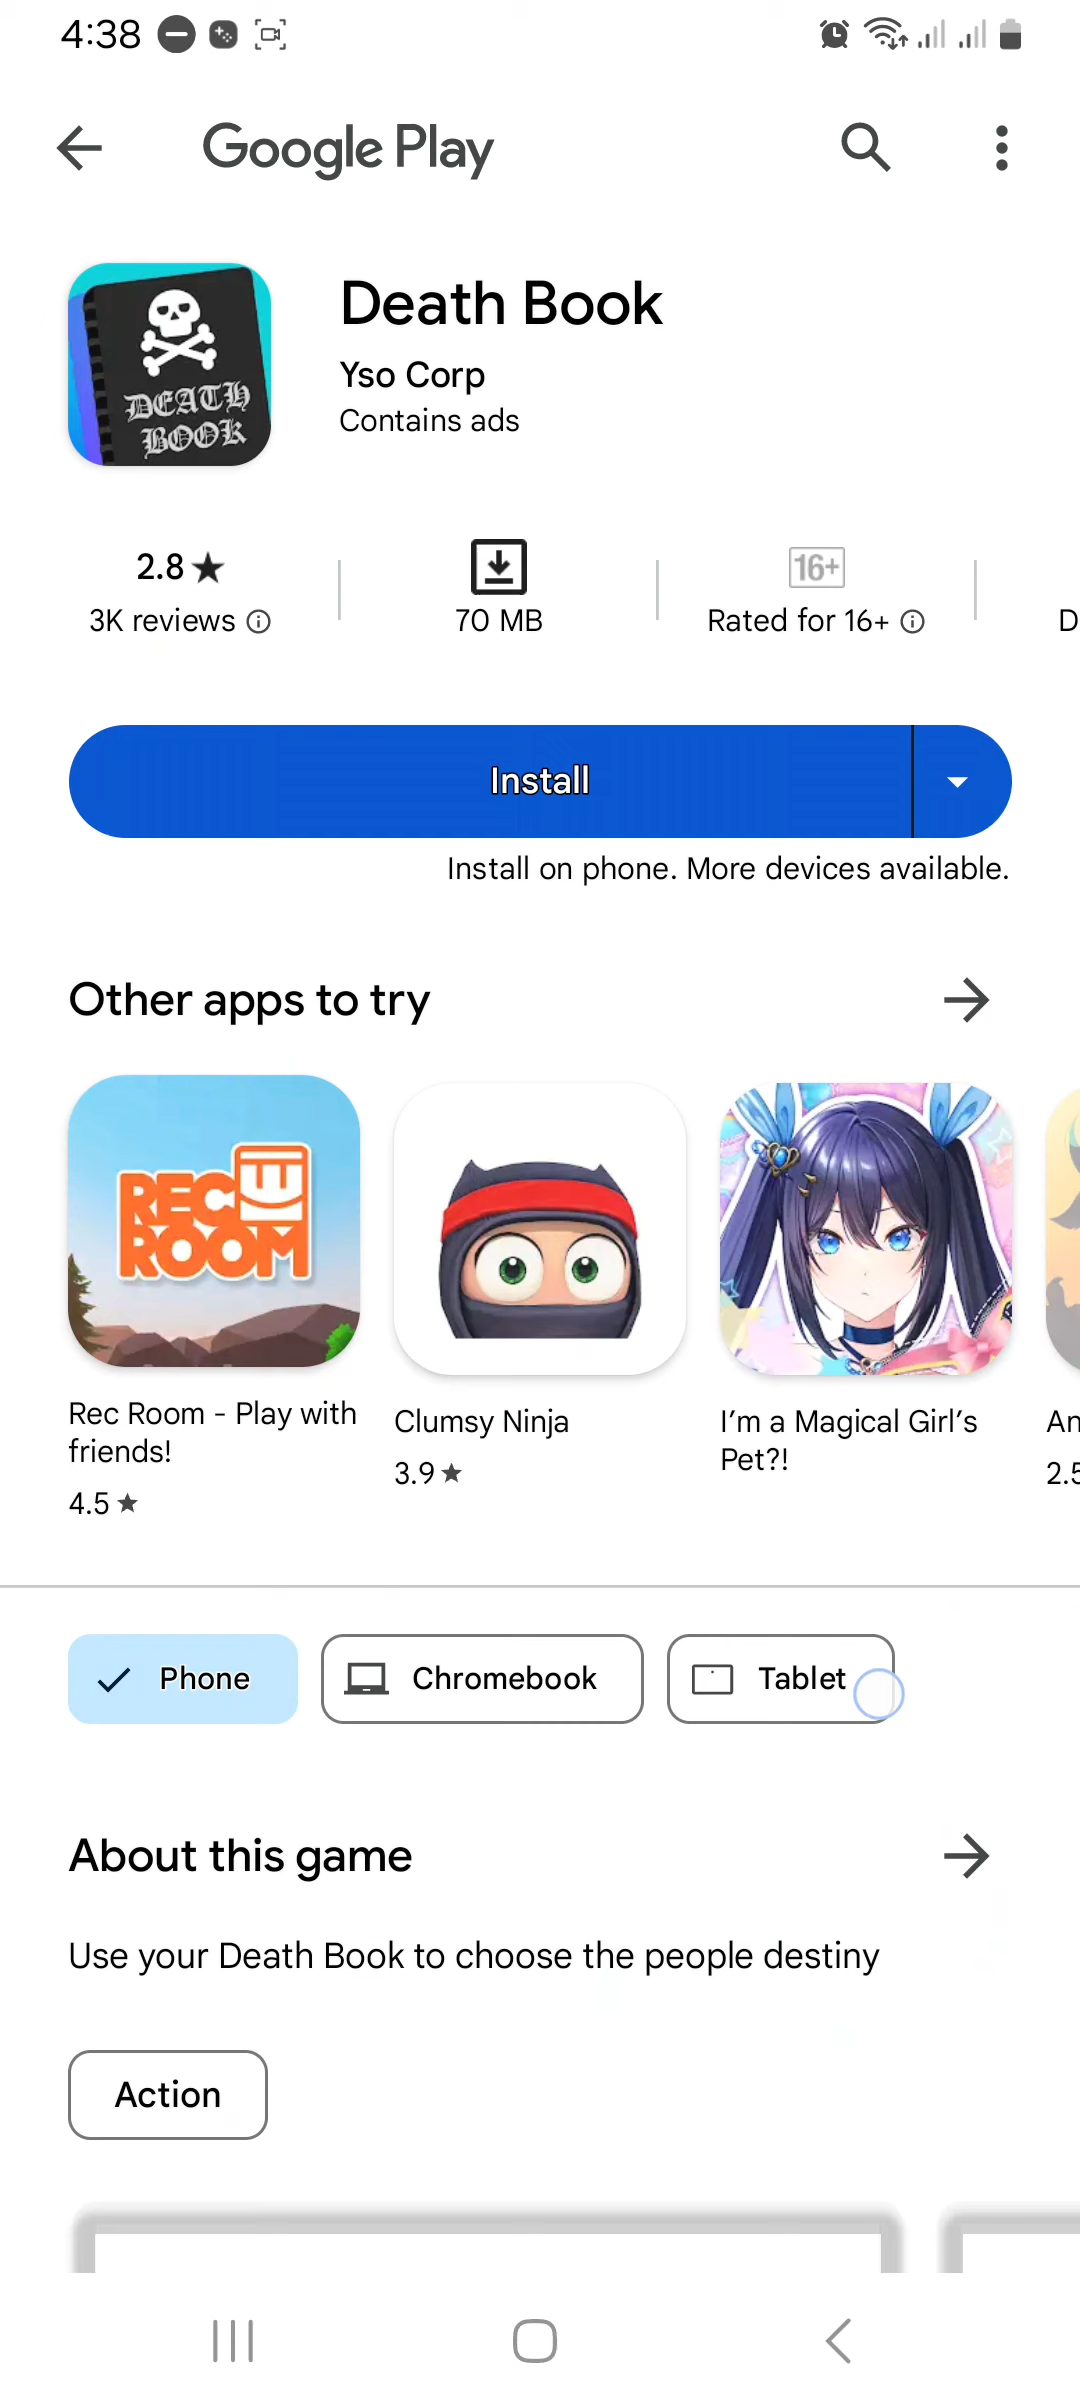 4:38
Google Play
DEATH
BOOK
Death Book
Yso Corp
Contains ads
2.8★
3K reviews
70 MB
16+
Rated for 16+
D
Install
Install on phone. More devices available.
Other apps to try
REC
ROOM
Rec Room - Play with
friends!
4.5 ★
Clumsy Ninja
3.9 ★
I'm a Magical Girl's
Pet?!
An
2.5
Phone
Chromebook
Tablet
About this game
Use your Death Book to choose the people destiny
Action